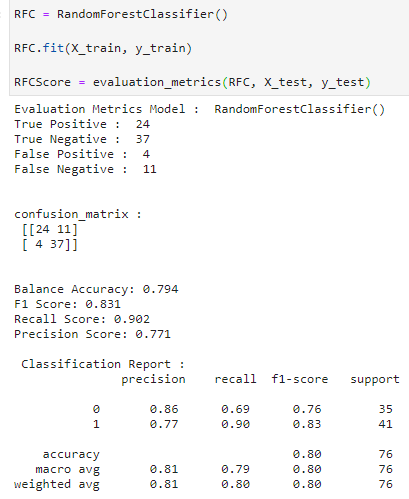 RFC = RandomForestClassifier()
RFC.fit(X_train, y_train)
RFCScore = evaluation_metrics(RFC, X_test, y_test)
Evaluation Metrics Model :  RandomForestClassifier()
True Positive :  24
True Negative :  37
False Positive :  4
False Negative :  11
confusion_matrix :
[[24 11]
[ 4 37]]
Balance Accuracy: 0.794
F1 Score: 0.831
Recall Score: 0.902
Precision Score: 0.771
Classification Report :
precision    recall  f1-score   support
0       0.86      0.69      0.76        35
1       0.77      0.90      0.83        41
accuracy                           0.80        76
macro avg       0.81      0.79      0.80        76
weighted avg       0.81      0.80      0.80        76